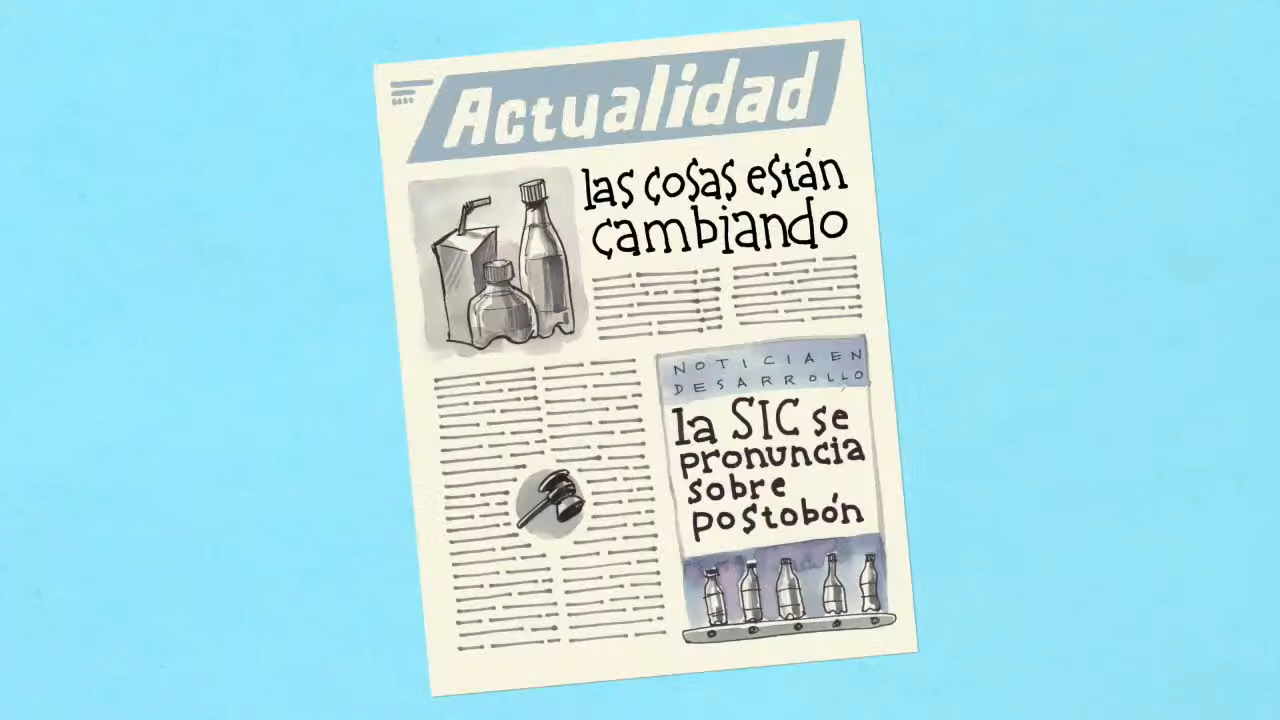 Actualidad
las cosas están
cambiando
NOTICIA EN
DESARROLLO
la SIC se
pronuncia
sobre
postobón